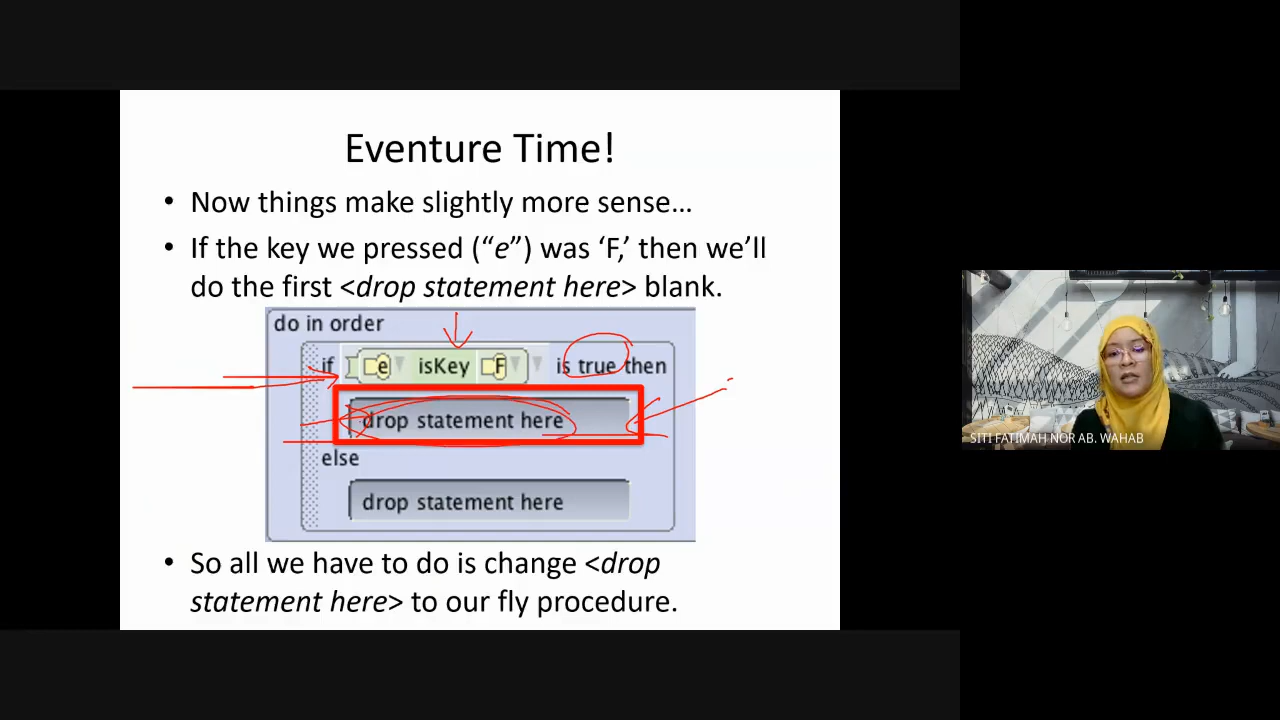 Eventure Time!
• Now things make slightly more sense…
• If the key we pressed (“e”) was ‘F,’ then we’ll
do the first <drop statement here> blank.
do in order
if e isKey F is true then
drop statement here
else
drop statement here
• So all we have to do is change <drop
statement here> to our fly procedure.
SITI FATIMAH NOR AB. WAHAB